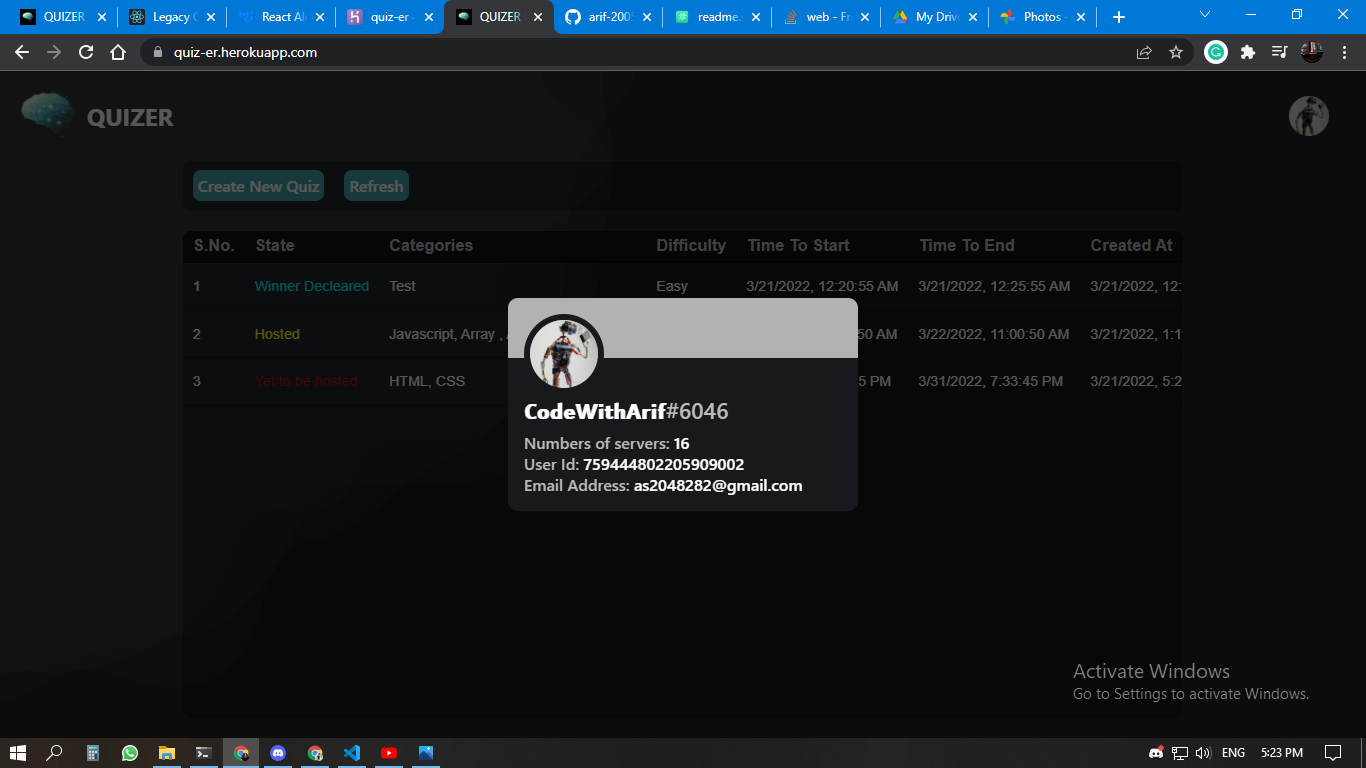 QUIZER
Legacy C
React Al
quiz-er -
QUIZER
arif-2005
readme.
web - Fr
My Drive
Photos -
quiz-er.herokuapp.com
QUIZER
Create New Quiz Refresh
S.No. State Categories Difficulty Time To Start Time To End Created At
1 Winner Decleared Test Easy 3/21/2022, 12:20:55 AM 3/21/2022, 12:25:55 AM 3/21/2022, 12:
2 Hosted Javascript, Array , 50 AM 3/22/2022, 11:00:50 AM 3/21/2022, 1:1
3 Yet to be hosted HTML, CSS 5 PM 3/31/2022, 7:33:45 PM 3/21/2022, 5:2
CodeWithArif#6046
Numbers of servers: 16
User Id: 759444802205909002
Email Address: as2048282@gmail.com
Activate Windows
Go to Settings to activate Windows.
ENG 5:23 PM